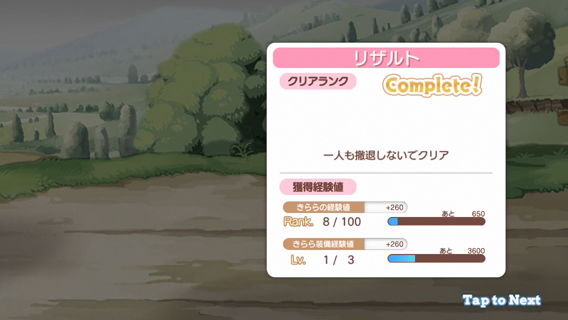 リザルト
クリアランク
Complete!
一人も撤退しないでクリア
獲得経験値
きららの経験値 +260
Rank. 8 / 100 あと 650
きらら装備経験値 +260
Lv. 1 / 3 あと 3600
Tap to Next